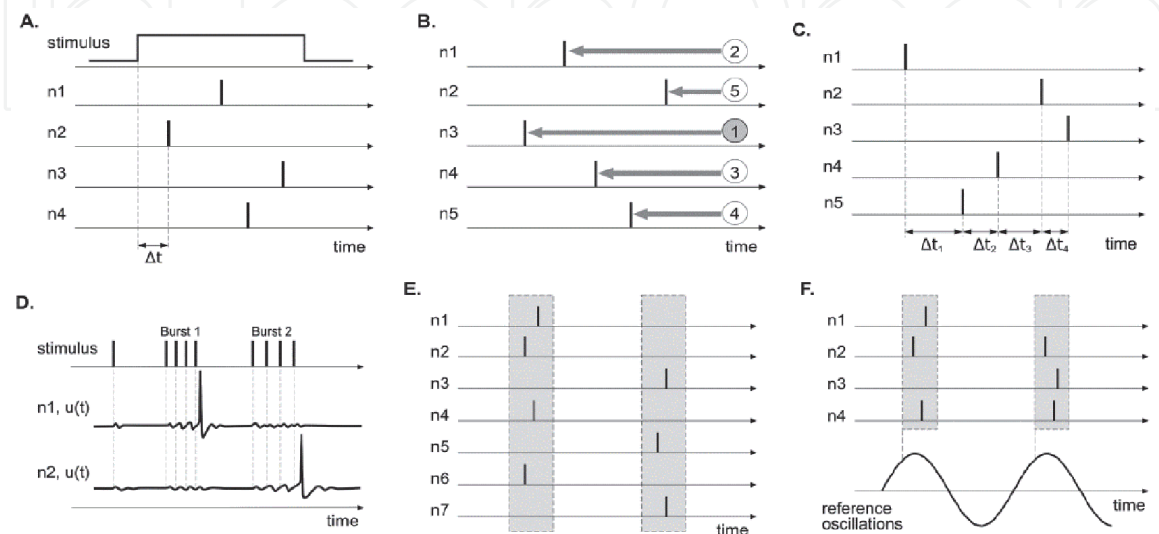 A.
stimulus
n1
n2
n3
n4
time
Δt
B.
n1
2
n2
5
n3
1
n4
3
n5
4
time
C.
n1
n2
n3
n4
n5
Δt₁ Δt₂ Δt₃ Δt₄ time
D.
Burst 1 Burst 2
stimulus
n1, u(t)
n2, u(t)
time
E.
n1
n2
n3
n4
n5
n6
n7
time
F.
n1
n2
n3
n4
time
reference
oscillations